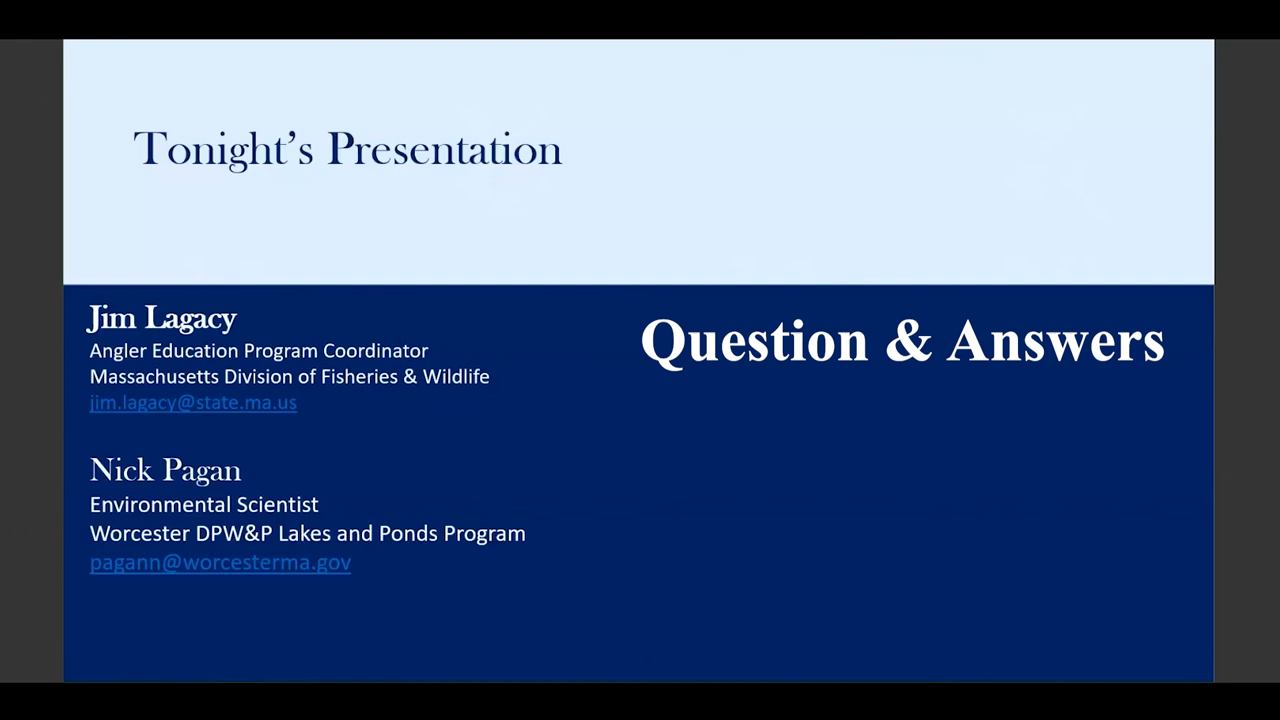 Tonight's Presentation
Jim Lagacy
Angler Education Program Coordinator
Massachusetts Division of Fisheries & Wildlife
jim.lagacy@state.ma.us
Nick Pagan
Environmental Scientist
Worcester DPW&P Lakes and Ponds Program
pagann@worcesterma.gov
Question & Answers